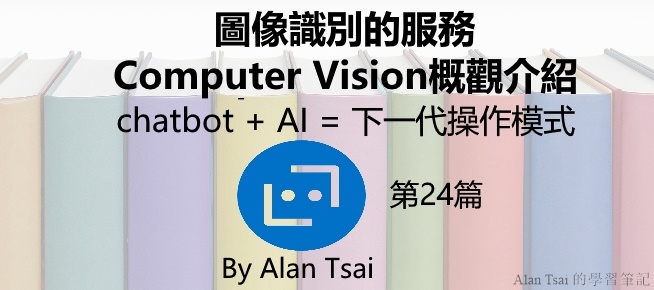 圖像識別的服務
Computer Vision概觀介紹
chatbot + AI = 下一代操作模式
第24篇
By Alan Tsai
Alan Tsai 的學習筆記